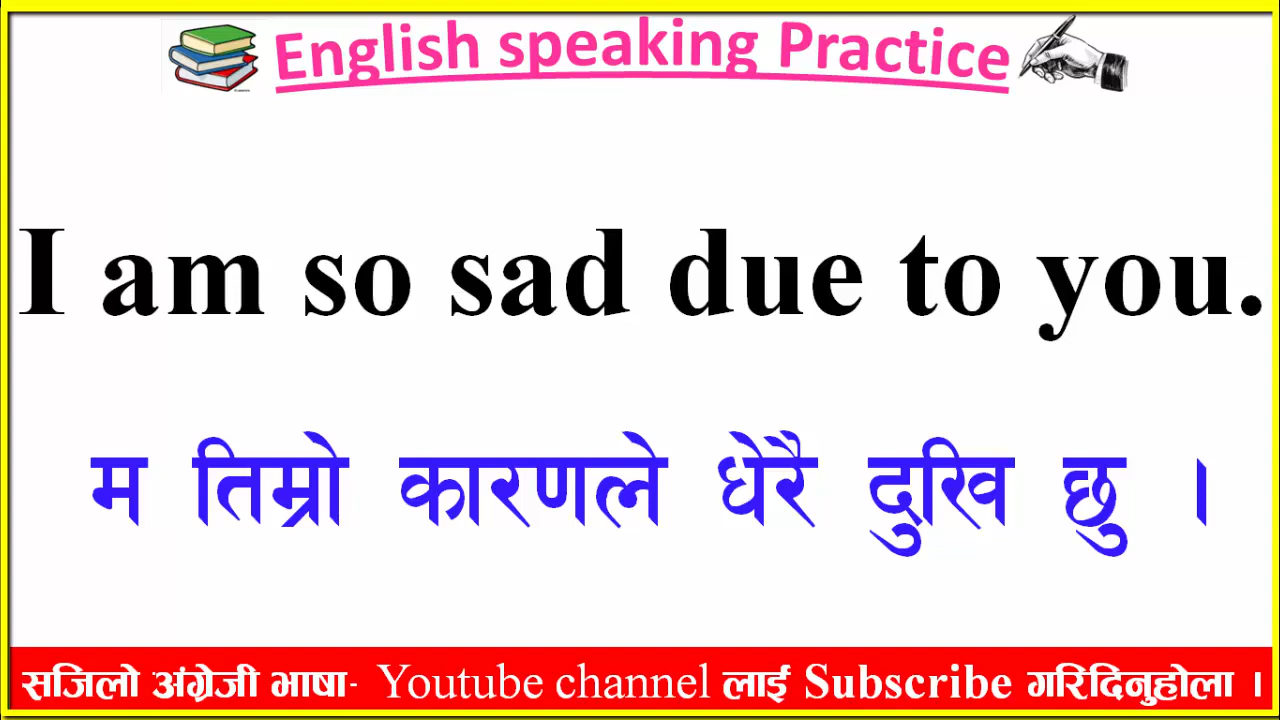 English speaking Practice
I am so sad due to you.
म तिम्रो कारणले धेरै दुखि छु ।
सजिलो अंग्रेजी भाषा- Youtube channel लाई Subscribe गरिदिनुहोला ।